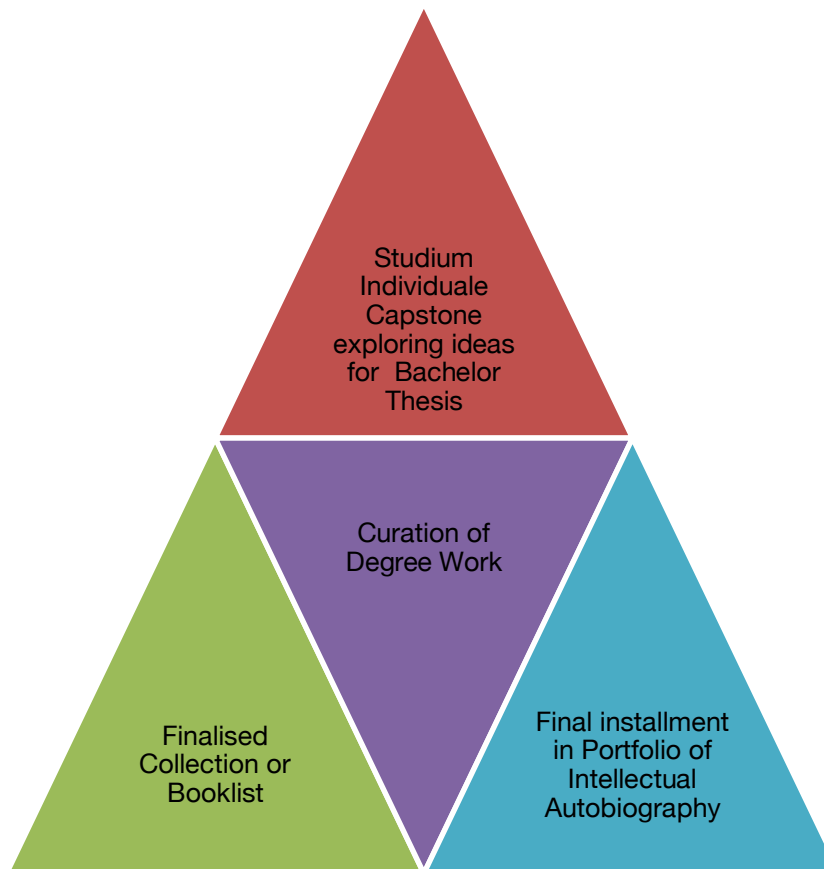 Studium
Individuale
Capstone
exploring ideas
for Bachelor
Thesis
Curation of
Degree Work
Finalised
Collection or
Booklist
Final installment
in Portfolio of
Intellectual
Autobiography